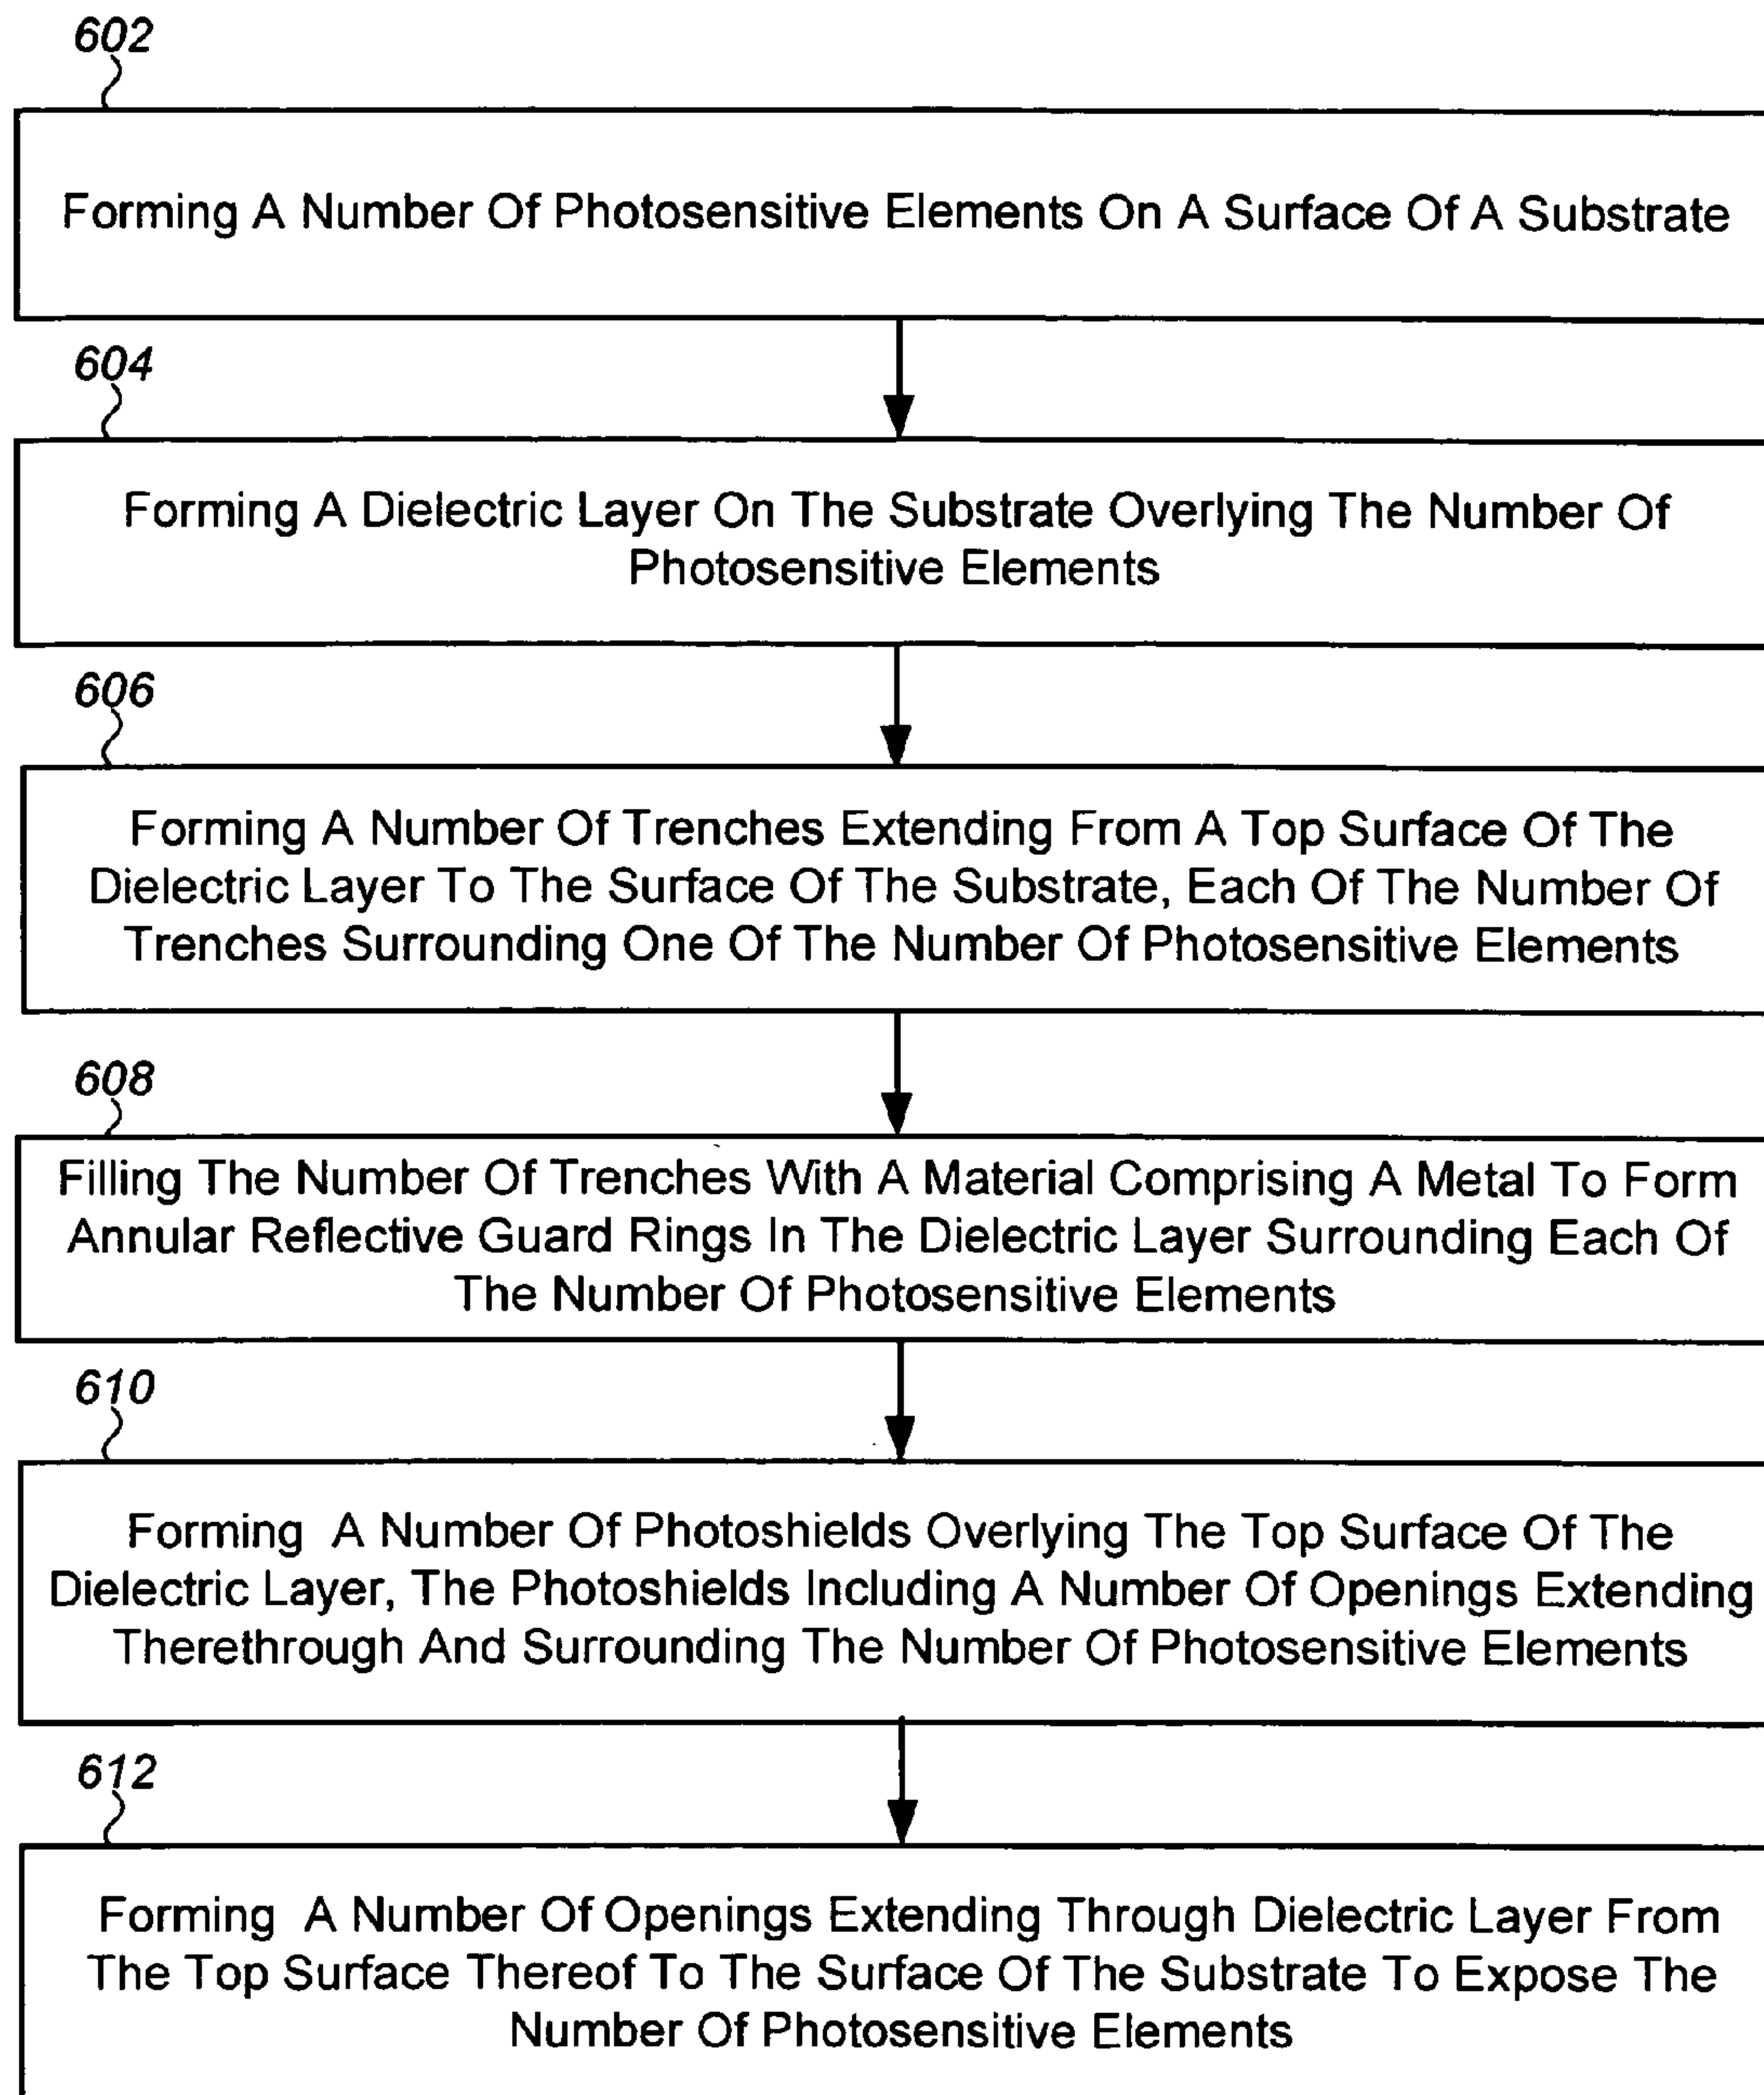 602
Forming A Number Of Photosensitive Elements On A Surface Of A Substrate
604
Forming A Dielectric Layer On The Substrate Overlying The Number Of
Photosensitive Elements
606
Forming A Number Of Trenches Extending From A Top Surface Of The
Dielectric Layer To The Surface Of The Substrate, Each Of The Number Of
Trenches Surrounding One Of The Number Of Photosensitive Elements
608
Filling The Number Of Trenches With A Material Comprising A Metal To Form
Annular Reflective Guard Rings In The Dielectric Layer Surrounding Each Of
The Number Of Photosensitive Elements
610
Forming A Number Of Photoshields Overlying The Top Surface Of The
Dielectric Layer, The Photoshields Including A Number Of Openings Extending
Therethrough And Surrounding The Number Of Photosensitive Elements
612
Forming A Number Of Openings Extending Through Dielectric Layer From
The Top Surface Thereof To The Surface Of The Substrate To Expose The
Number Of Photosensitive Elements